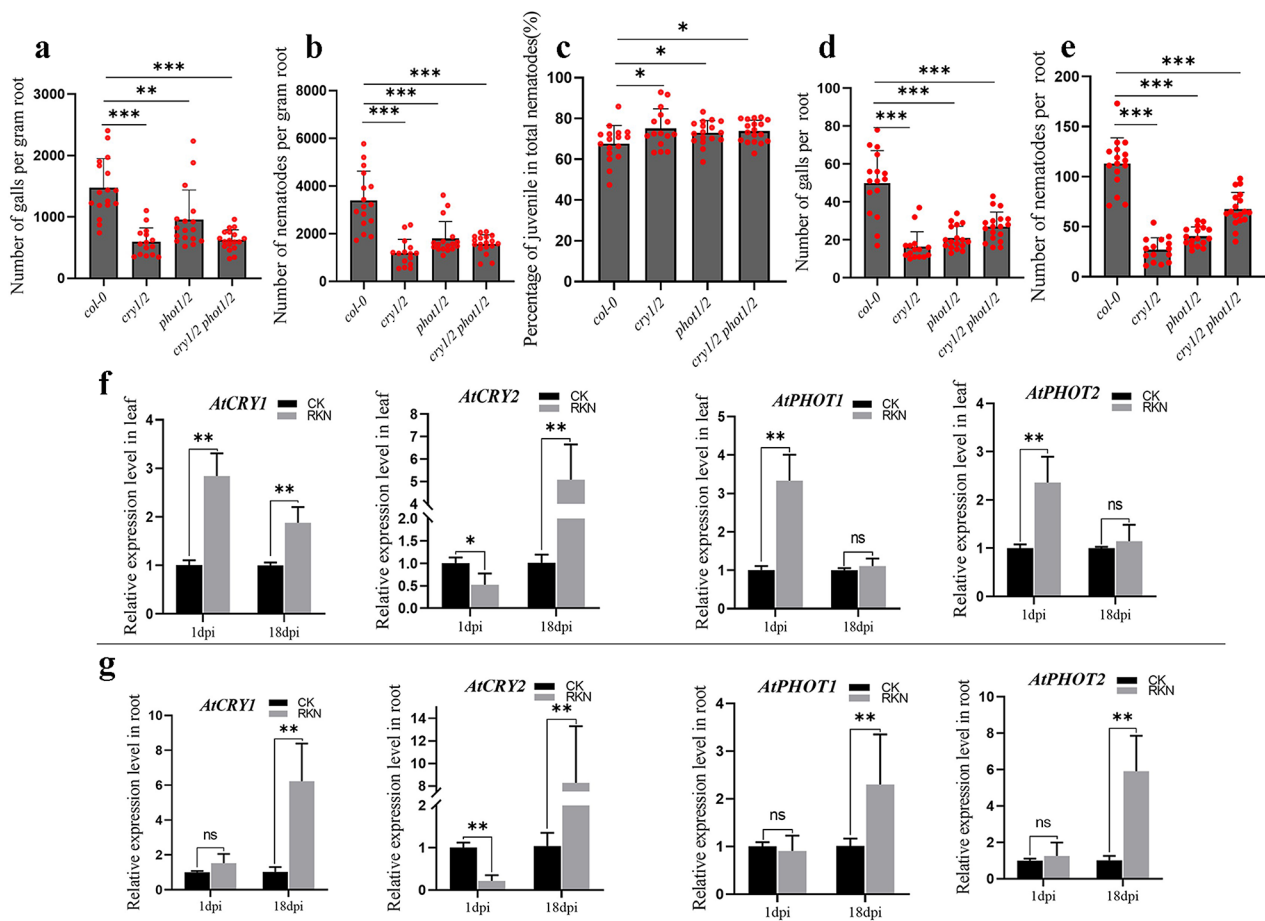 a
Number of galls per gram root
3000
2000
1000
0
***
**
***
col-0
cry1/2
phot1/2
cry1/2 phot1/2
b
Number of nematodes per gram root
8000
6000
4000
2000
0
***
***
***
col-0
cry1/2
phot1/2
cry1/2 phot1/2
c
Percentage of juvenile in total nematodes(%)
100
80
60
40
20
0
*
*
*
col-0
cry1/2
phot1/2
cry1/2 phot1/2
d
Number of galls per root
100
80
60
40
20
0
***
***
***
col-0
cry1/2
phot1/2
cry1/2 phot1/2
e
Number of nematodes per root
200
150
100
50
0
***
***
***
col-0
cry1/2
phot1/2
cry1/2 phot1/2
f
AtCRY1
CK
RKN
Relative expression level in leaf
4
3
2
1
0
**
**
1dpi
18dpi
AtCRY2
CK
RKN
Relative expression level in leaf
8
7
6
5
4
2.0
1.5
1.0
0.5
0.0
*
**
1dpi
18dpi
AtPHOT1
CK
RKN
Relative expression level in leaf
5
4
3
2
1
0
**
ns
1dpi
18dpi
AtPHOT2
CK
RKN
Relative expression level in leaf
4
3
2
1
0
**
ns
1dpi
18dpi
g
AtCRY1
CK
RKN
Relative expression level in root
10
8
6
4
2
0
ns
**
1dpi
18dpi
AtCRY2
CK
RKN
Relative expression level in root
14
12
10
8
2
1
0
**
**
1dpi
18dpi
AtPHOT1
CK
RKN
Relative expression level in root
4
3
2
1
0
ns
**
1dpi
18dpi
AtPHOT2
CK
RKN
Relative expression level in root
10
8
6
4
2
0
ns
**
1dpi
18dpi